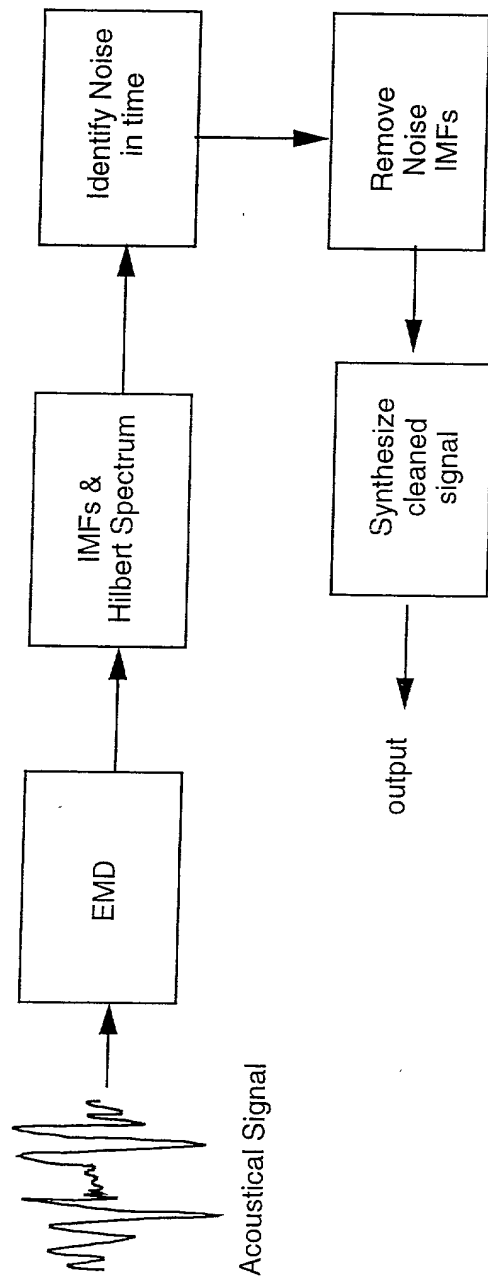 Acoustical Signal
EMD
IMFs &
Hilbert Spectrum
Identify Noise
in time
Remove
Noise
IMFs
Synthesize
cleaned
signal
output